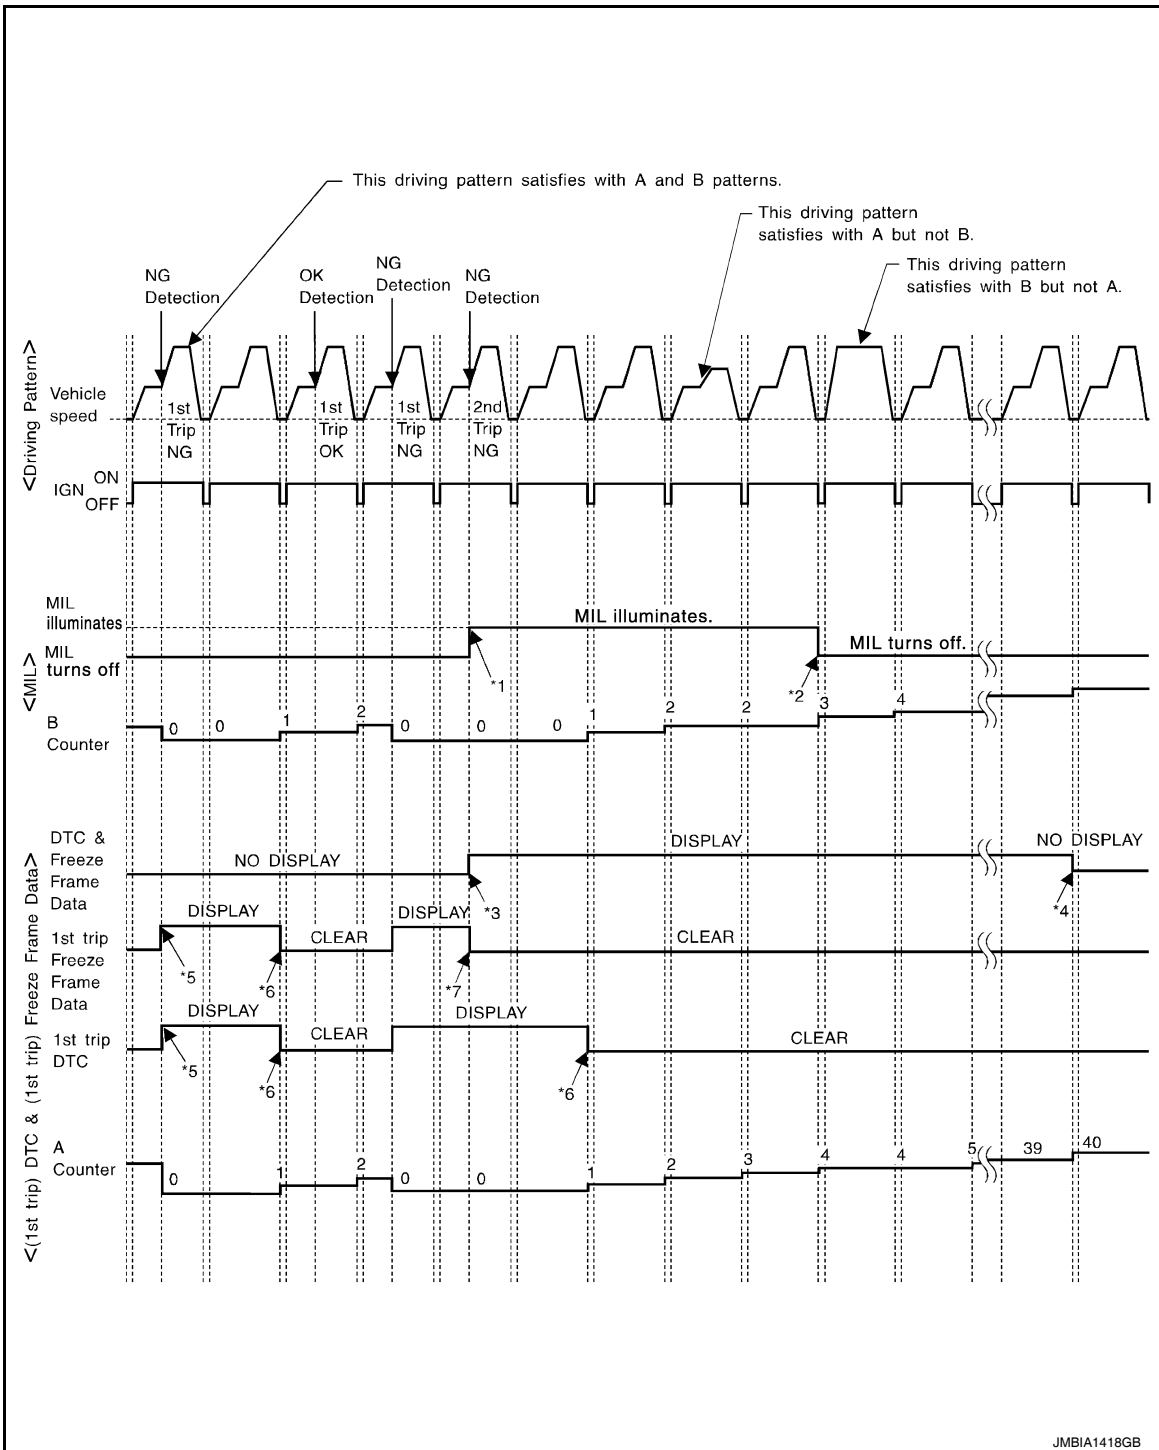 This driving pattern satisfies with A and B patterns.
This driving pattern
satisfies with A but not B.
This driving pattern
satisfies with B but not A.
NG
Detection
OK
Detection
NG
Detection
NG
Detection
<Driving Pattern>
Vehicle
speed
1st
Trip
NG
1st
Trip
OK
1st
Trip
NG
2nd
Trip
NG
IGN
ON
OFF
<MIL>
MIL
illuminates
MIL illuminates.
MIL
turns off
MIL turns off.
*1
*2
B
Counter
0 0 1 2 0 0 0 1 2 2 3 4
<(1st trip) DTC & (1st trip) Freeze Frame Data>
DTC &
Freeze
Frame
Data
NO DISPLAY
DISPLAY
NO DISPLAY
*3
*4
1st trip
Freeze
Frame
Data
DISPLAY
CLEAR
DISPLAY
CLEAR
*5
*6
*7
1st trip
DTC
DISPLAY
CLEAR
DISPLAY
CLEAR
*5
*6
*6
A
Counter
0 1 2 0 0 1 2 3 4 4 5 39 40
JMBIA1418GB